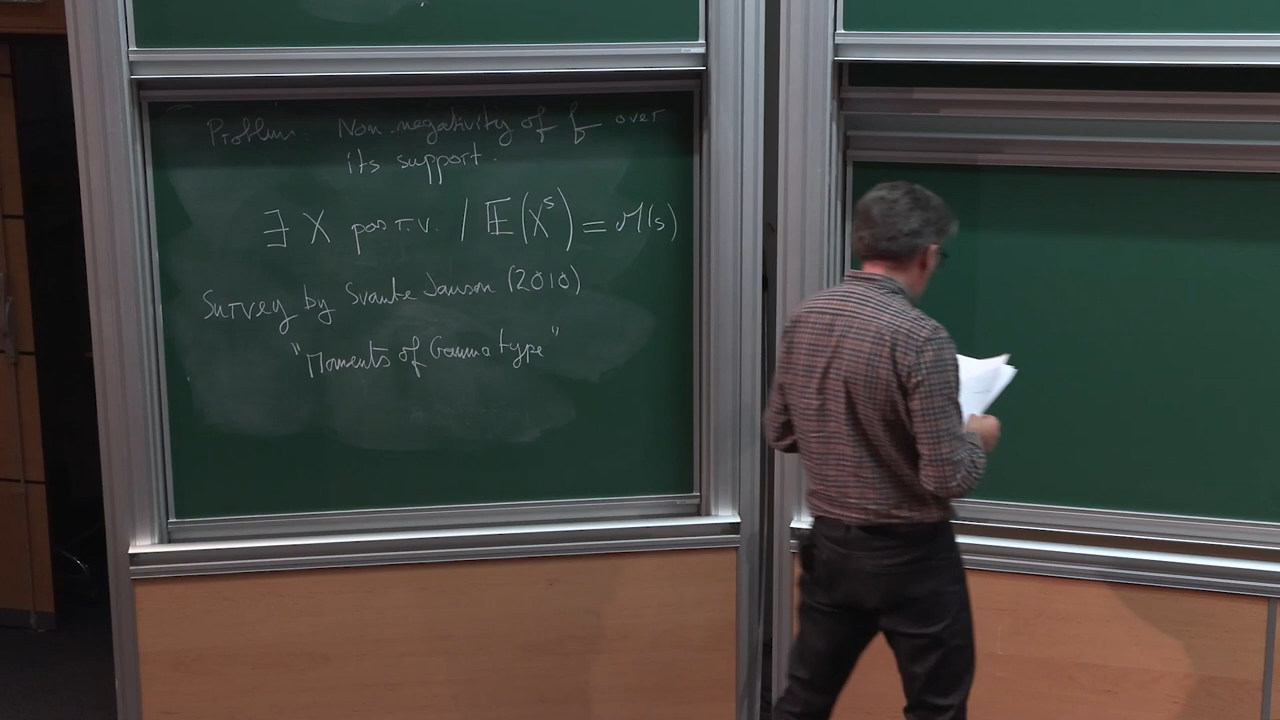 Problem: Non-negativity of f over
its support.
∃ X pos r.v. / 𝔼(X^s) = M(s)
Survey by Svante Janson (2010)
"Moments of Gamma type"